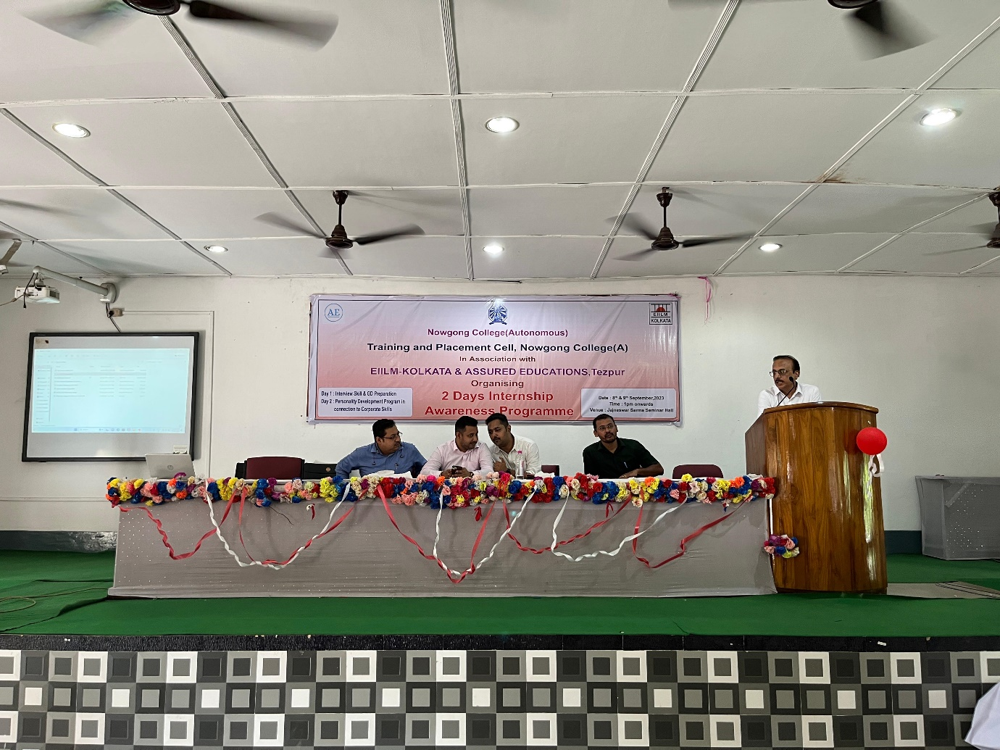 AE
EIILM
KOLKATA
Nowgong College(Autonomous)
Training and Placement Cell, Nowgong College(A)
In Association with
EIILM-KOLKATA & ASSURED EDUCATIONS,Tezpur
Organising
2 Days Internship
Awareness Programme
Day 1 : Interview Skill & GD Preparation
Day 2 : Personality Development Program in
connection to Corporate Skill's
Date : 8th & 9th September,2023
Time : 1pm onwards
Venue : Jajneswar Sarma Seminar Hall